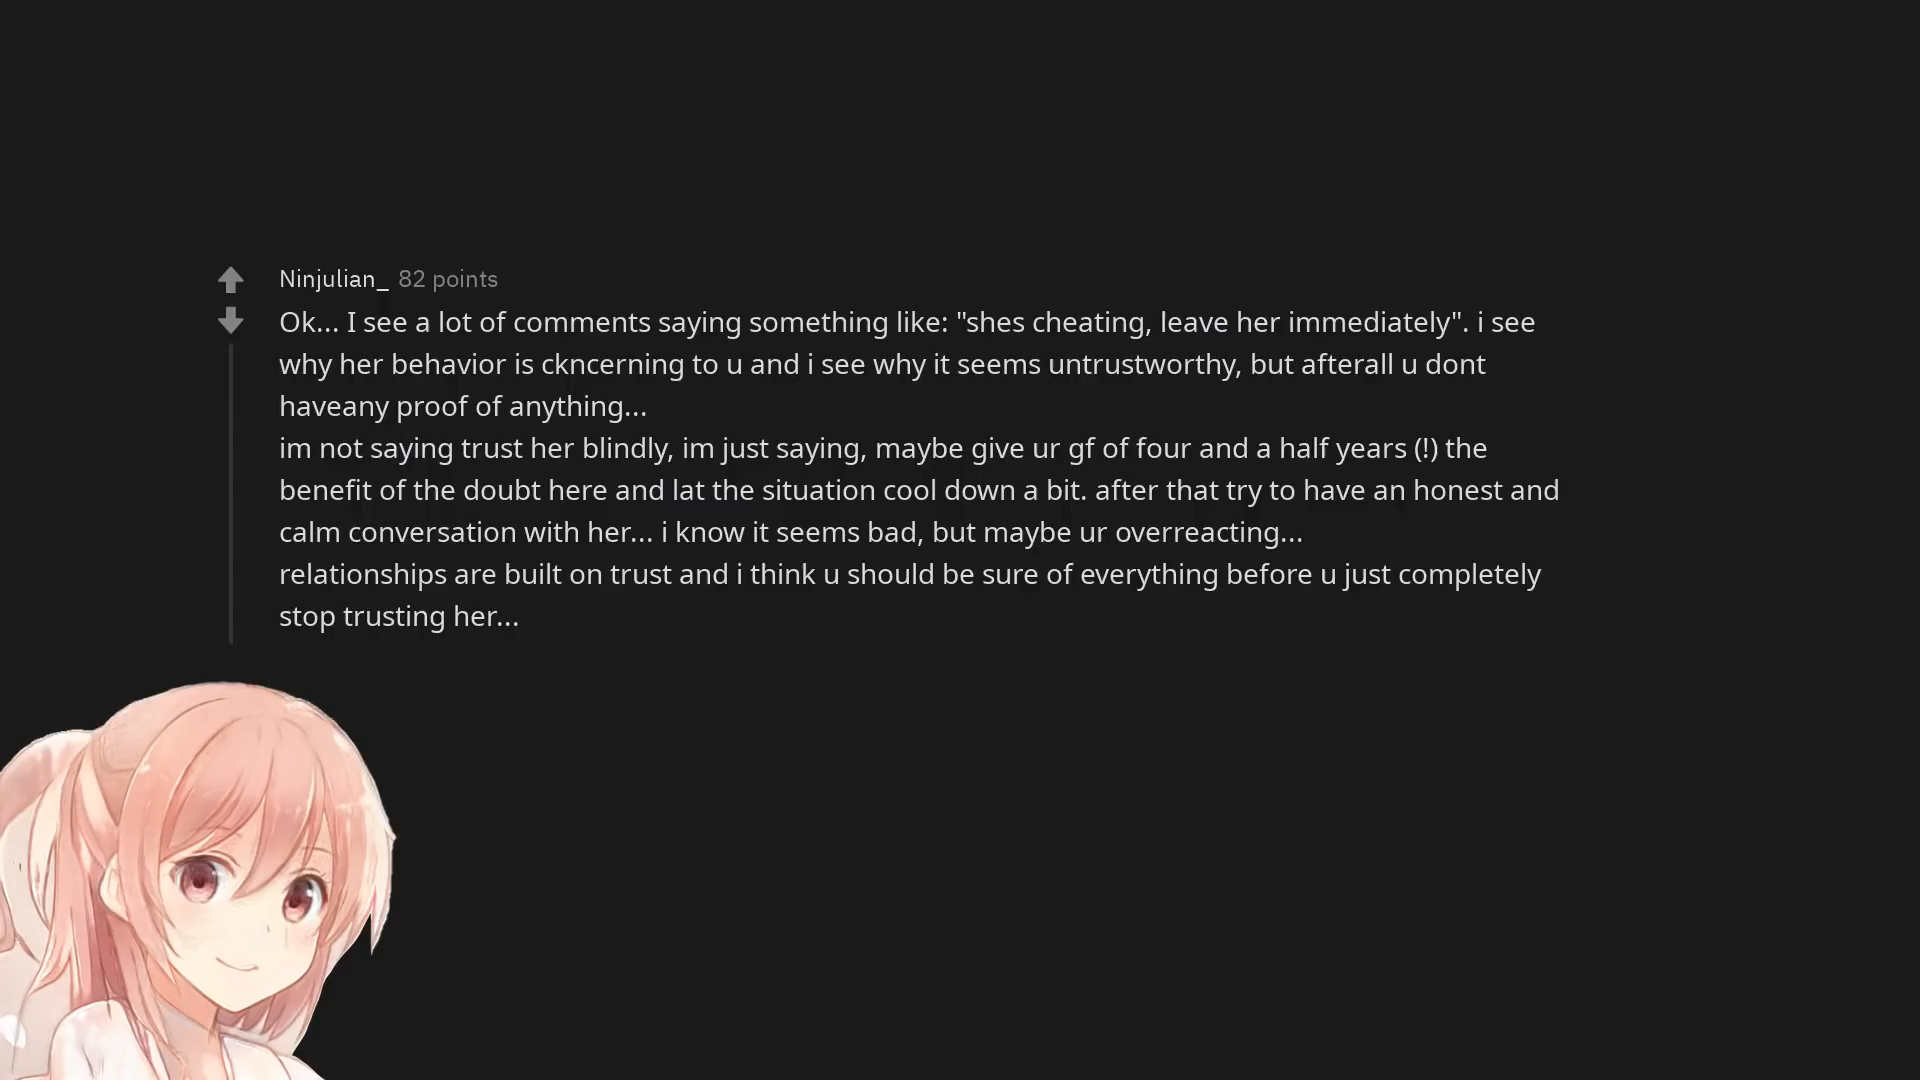 Ninjulian_ 82 points
Ok... I see a lot of comments saying something like: "shes cheating, leave her immediately". i see
why her behavior is ckncerning to u and i see why it seems untrustworthy, but afterall u dont
haveany proof of anything...
im not saying trust her blindly, im just saying, maybe give ur gf of four and a half years (!) the
benefit of the doubt here and lat the situation cool down a bit. after that try to have an honest and
calm conversation with her... i know it seems bad, but maybe ur overreacting...
relationships are built on trust and i think u should be sure of everything before u just completely
stop trusting her...